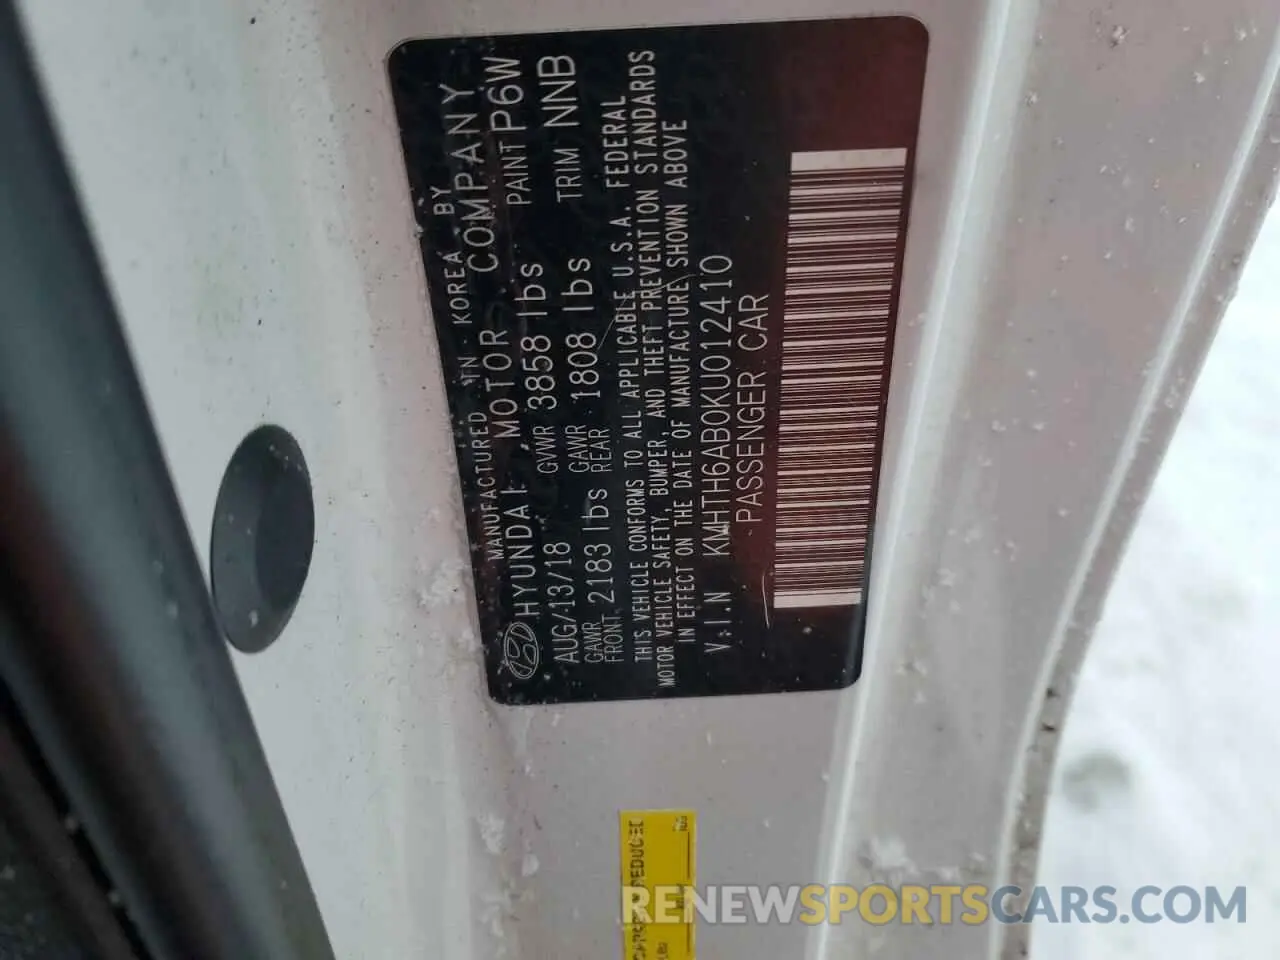 MANUFACTURED IN KOREA BY
HYUNDAI MOTOR COMPANY
AUG/13/18 GVWR 3858 lbs PAINT P6W
GAWR FRONT 2183 lbs GAWR REAR 1808 lbs TRIM NNB
THIS VEHICLE CONFORMS TO ALL APPLICABLE U.S.A. FEDERAL
MOTOR VEHICLE SAFETY, BUMPER, AND THEFT PREVENTION STANDARDS
IN EFFECT ON THE DATE OF MANUFACTURE SHOWN ABOVE
V.I.N KMHTH6AB0KU012410
PASSENGER CAR
REDUCED
RENEWSPORTSCARS.COM